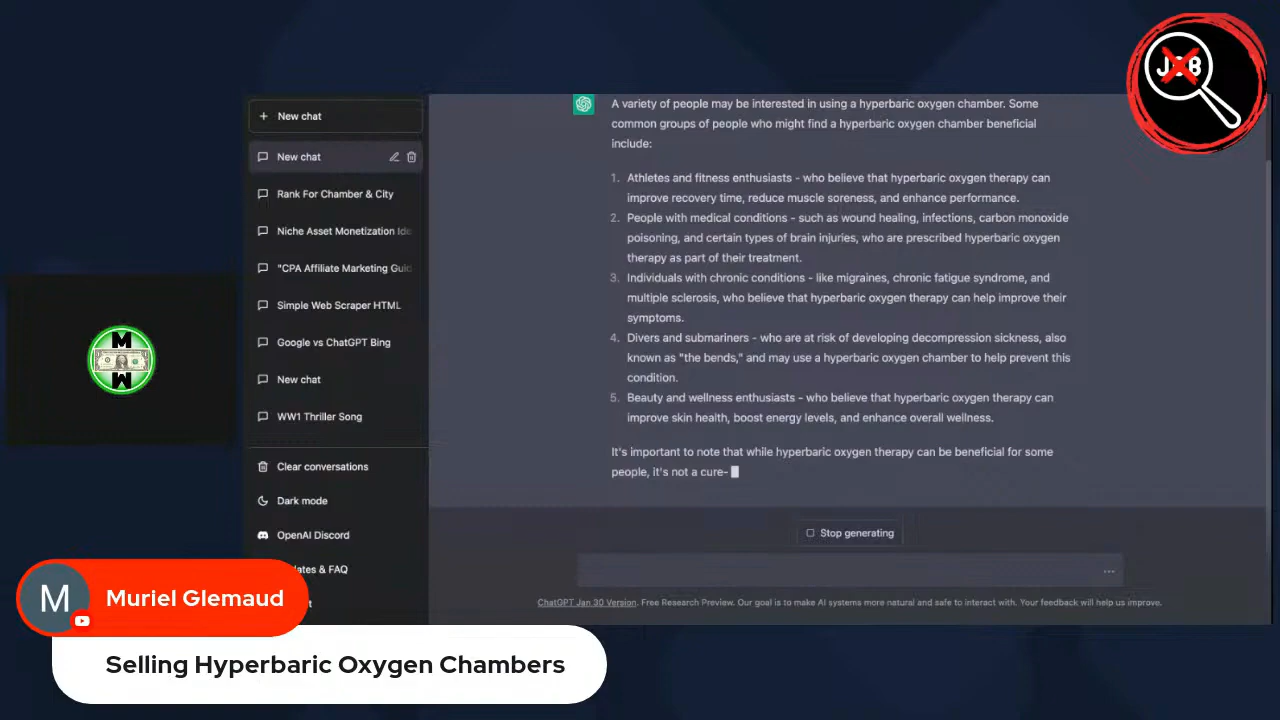 JOB
New chat
New chat
Rank For Chamber & City
Niche Asset Monetization Ide
"CPA Affiliate Marketing Guid
Simple Web Scraper HTML
Google vs ChatGPT Bing
New chat
WW1 Thriller Song
Clear conversations
Dark mode
OpenAI Discord
& FAQ
A variety of people may be interested in using a hyperbaric oxygen chamber. Some
common groups of people who might find a hyperbaric oxygen chamber beneficial
include:
1. Athletes and fitness enthusiasts - who believe that hyperbaric oxygen therapy can
improve recovery time, reduce muscle soreness, and enhance performance.
2. People with medical conditions - such as wound healing, infections, carbon monoxide
poisoning, and certain types of brain injuries, who are prescribed hyperbaric oxygen
therapy as part of their treatment.
3. Individuals with chronic conditions - like migraines, chronic fatigue syndrome, and
multiple sclerosis, who believe that hyperbaric oxygen therapy can help improve their
symptoms.
4. Divers and submariners - who are at risk of developing decompression sickness, also
known as "the bends," and may use a hyperbaric oxygen chamber to help prevent this
condition.
5. Beauty and wellness enthusiasts - who believe that hyperbaric oxygen therapy can
improve skin health, boost energy levels, and enhance overall wellness.
It's important to note that while hyperbaric oxygen therapy can be beneficial for some
people, it's not a cure-
Stop generating
ChatGPT Jan 30 Version. Free Research Preview. Our goal is to make AI systems more natural and safe to interact with. Your feedback will help us improve.
M
M
M
Muriel Glemaud
Selling Hyperbaric Oxygen Chambers